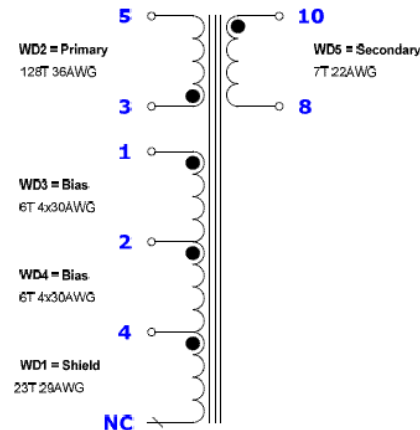 5
10
WD2 = Primary
128T 36AWG
WD5 = Secondary
7T 22AWG
3
8
1
WD3 = Bias
6T 4x30AWG
2
WD4 = Bias
6T 4x30AWG
4
WD1 = Shield
23T 29AWG
NC